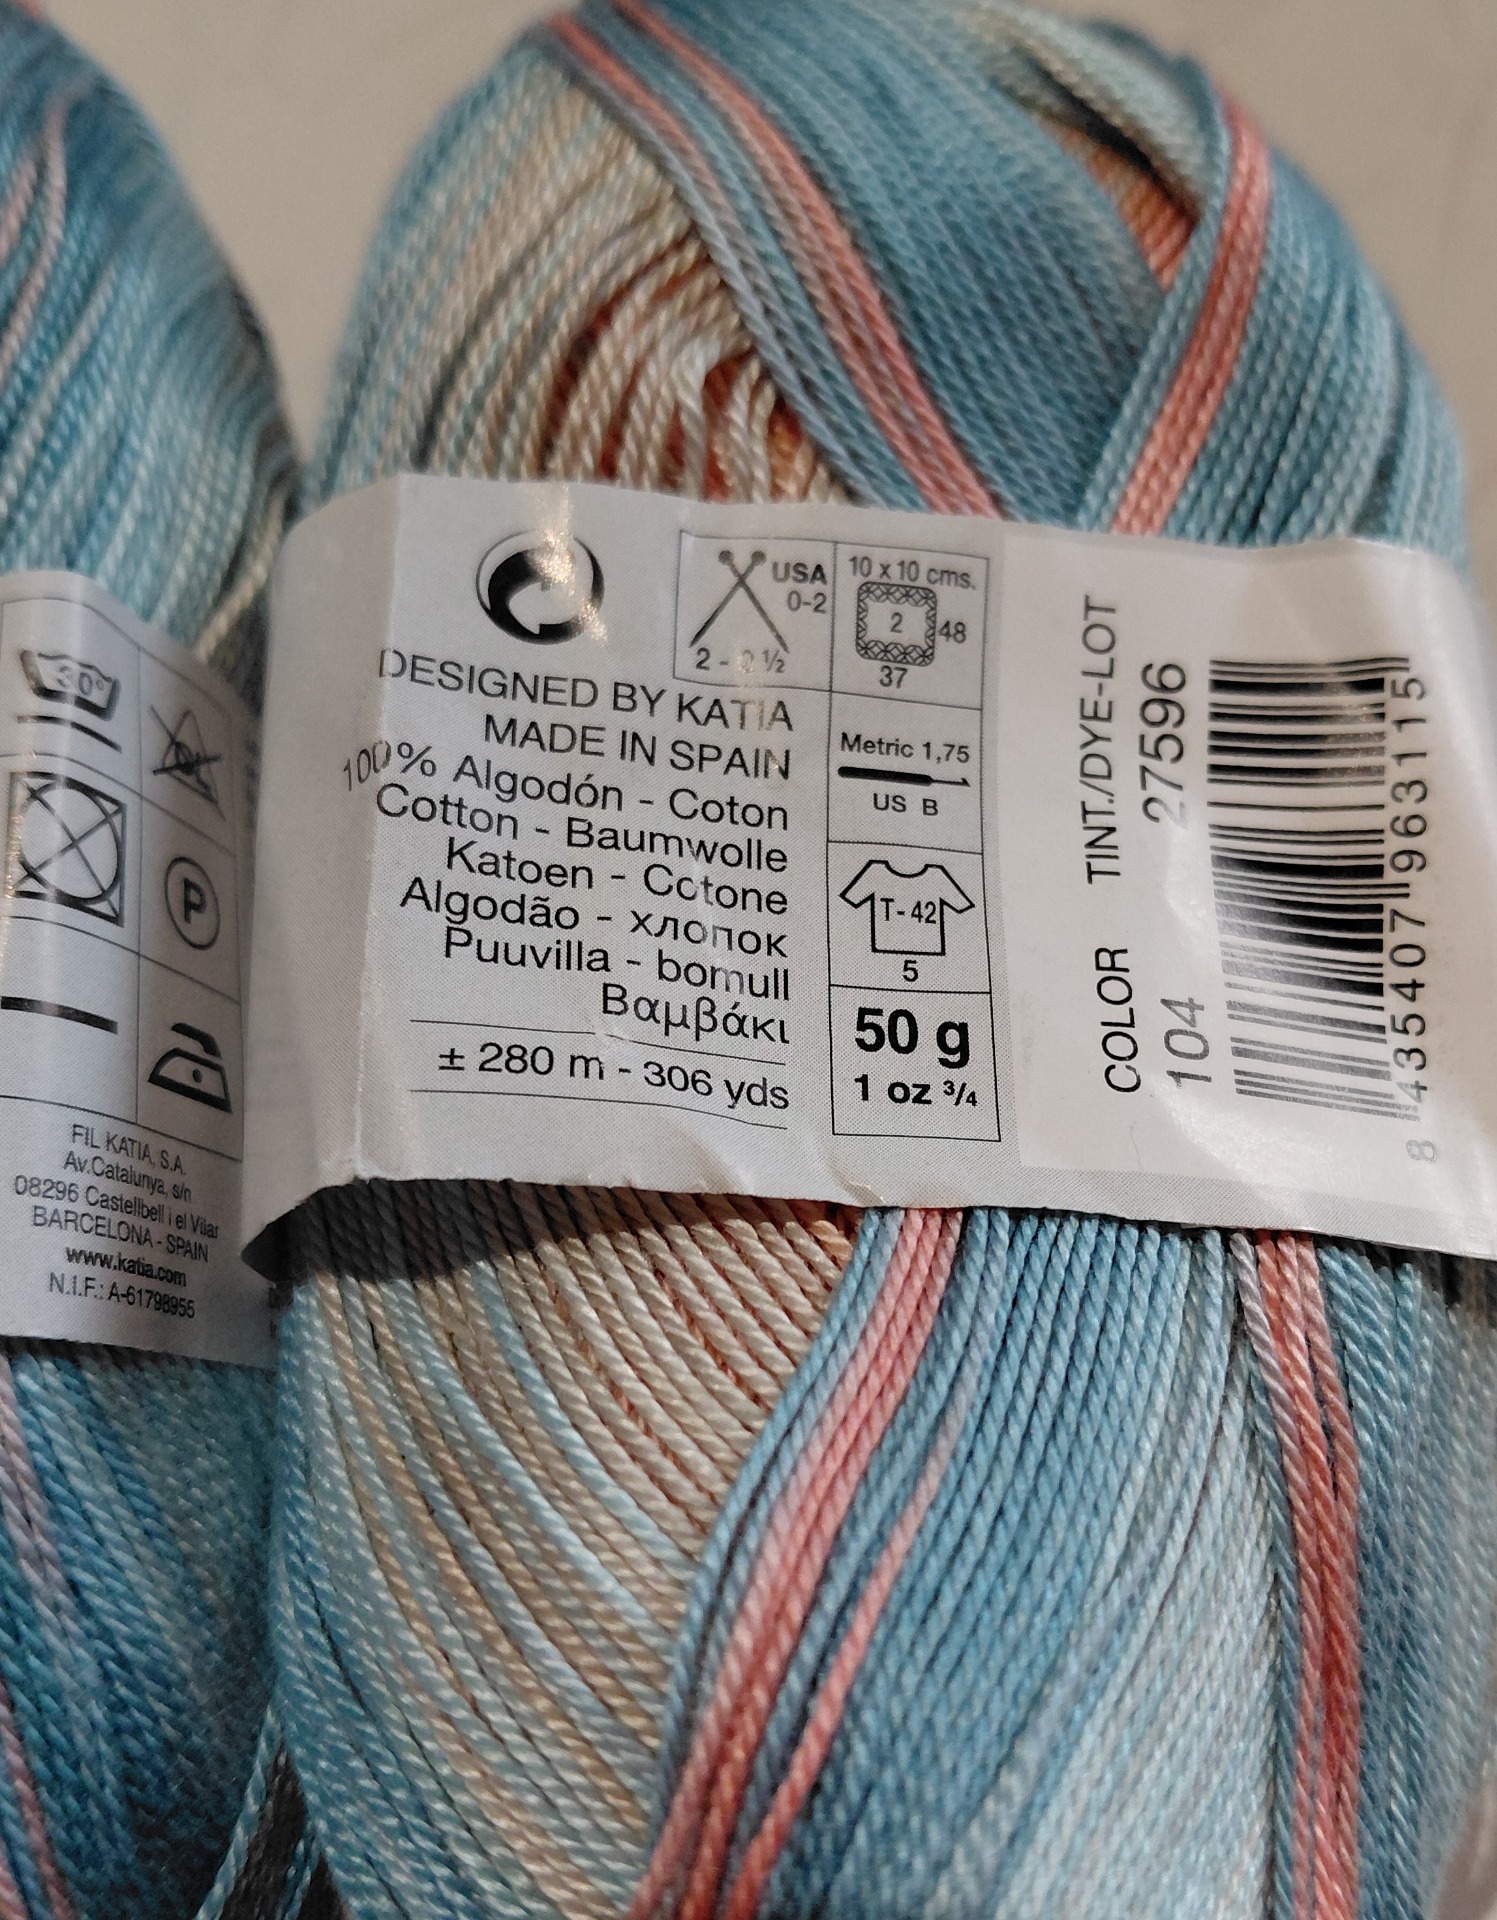 30°
P
FIL KATIA, S.A.
Av.Catalunya, s/n
08296 Castellbell i el Vilar
BARCELONA - SPAIN
www.katia.com
N.I.F.: A-61798955
DESIGNED BY KATIA
MADE IN SPAIN
100% Algodón - Coton
Cotton - Baumwolle
Katoen - Cotone
Algodão - хлопок
Puuvilla - bomull
Βαμβάκι
± 280 m - 306 yds
USA
0-2
2 - 2 ½
10 x 10 cms.
2
48
37
Metric 1,75
US B
T-42
5
50 g
1 oz ¾
COLOR TINT./DYE-LOT
104 27596
8 435407 963115